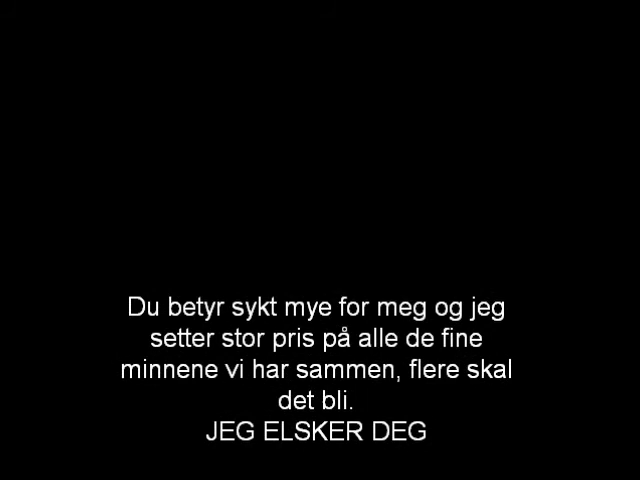 Du betyr sykt mye for meg og jeg
setter stor pris på alle de fine
minnene vi har sammen, flere skal
det bli.
JEG ELSKER DEG